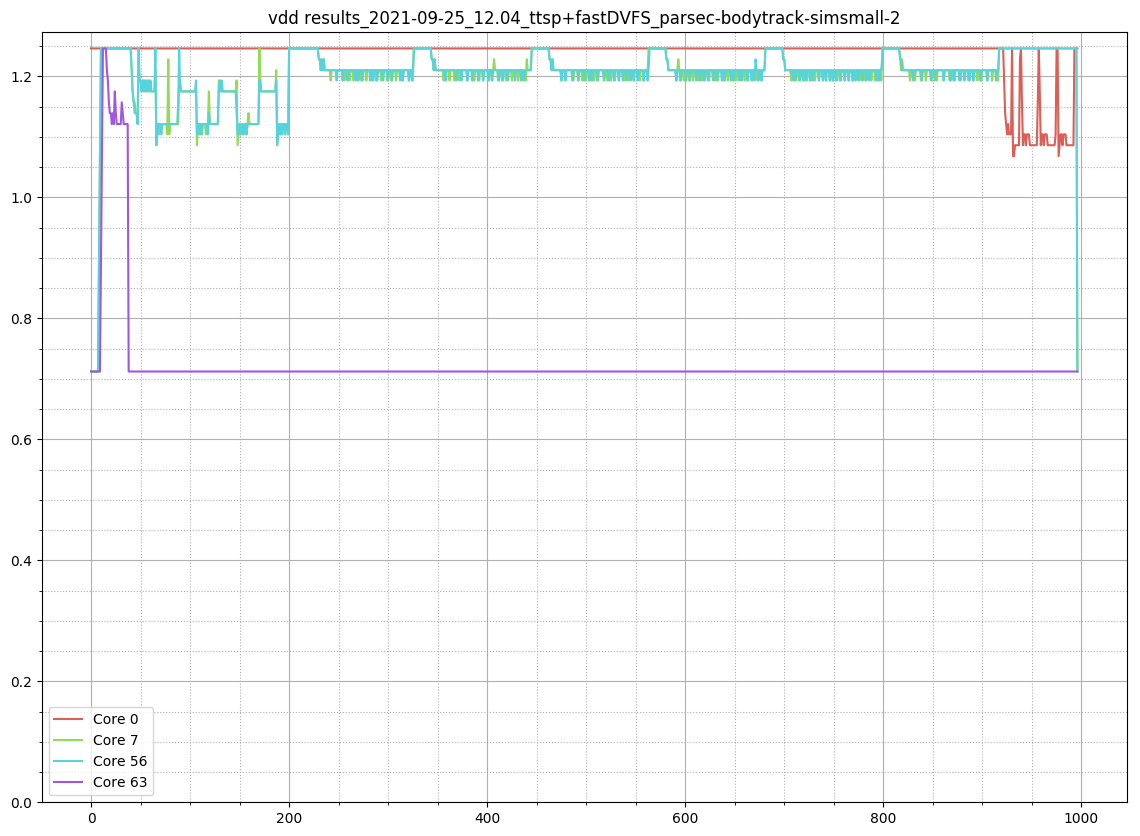 vdd results_2021-09-25_12.04_ttsp+fastDVFS_parsec-bodytrack-simsmall-2
1.2
1.0
0.8
0.6
0.4
0.2
0.0
Core 0
Core 7
Core 56
Core 63
0 200 400 600 800 1000